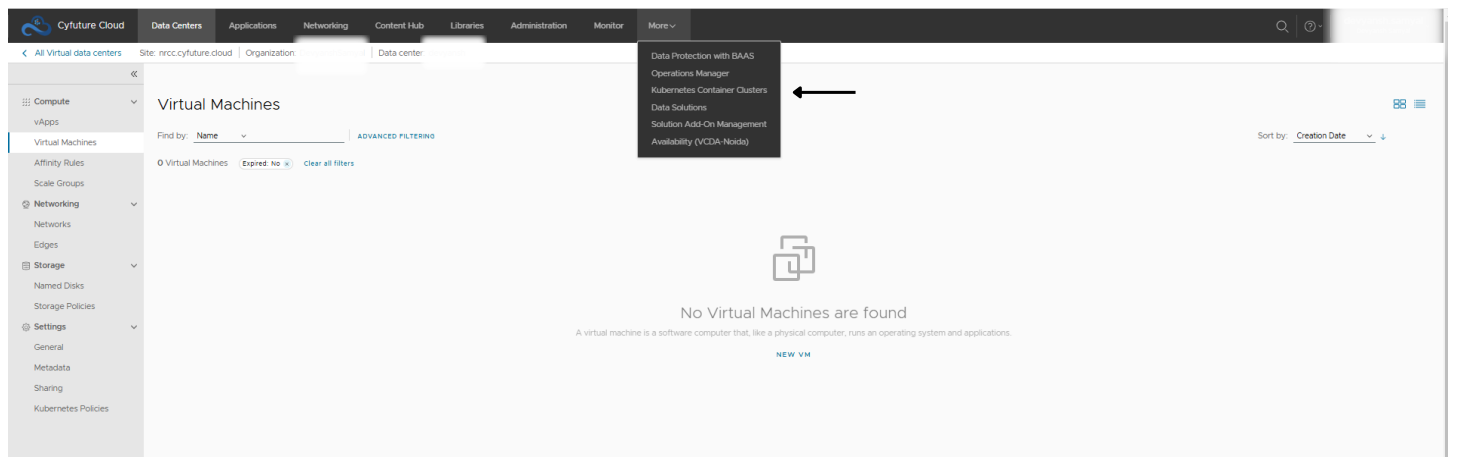 Cyfuture Cloud Data Centers Applications Networking Content Hub Libraries Administration Monitor More
All Virtual data centers Site: nrcc.cyfuture.cloud Organization: Data center
Data Protection with BAAS
Operations Manager
Kubernetes Container Clusters
Data Solutions
Solution Add-On Management
Availability (VCDA-Noida)
Compute
vApps
Virtual Machines
Affinity Rules
Scale Groups
Networking
Networks
Edges
Storage
Named Disks
Storage Policies
Settings
General
Metadata
Sharing
Kubernetes Policies
Virtual Machines
Find by: Name ADVANCED FILTERING
Sort by: Creation Date
0 Virtual Machines Expired: No × Clear all filters
No Virtual Machines are found
A virtual machine is a software computer that, like a physical computer, runs an operating system and applications.
NEW VM